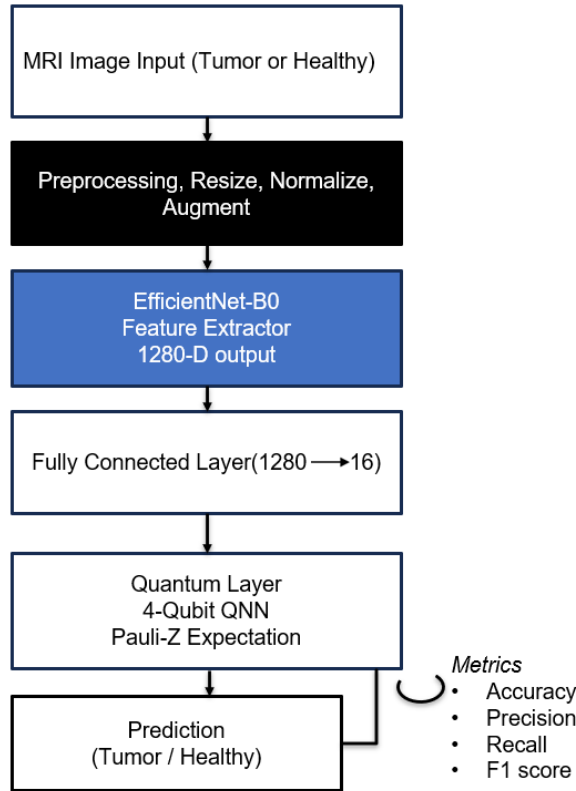 MRI Image Input (Tumor or Healthy)
Preprocessing, Resize, Normalize,
Augment
EfficientNet-B0
Feature Extractor
1280-D output
Fully Connected Layer(1280 ⟶16)
Quantum Layer
4-Qubit QNN
Pauli-Z Expectation
Prediction
(Tumor / Healthy)
Metrics
• Accuracy
• Precision
• Recall
• F1 score